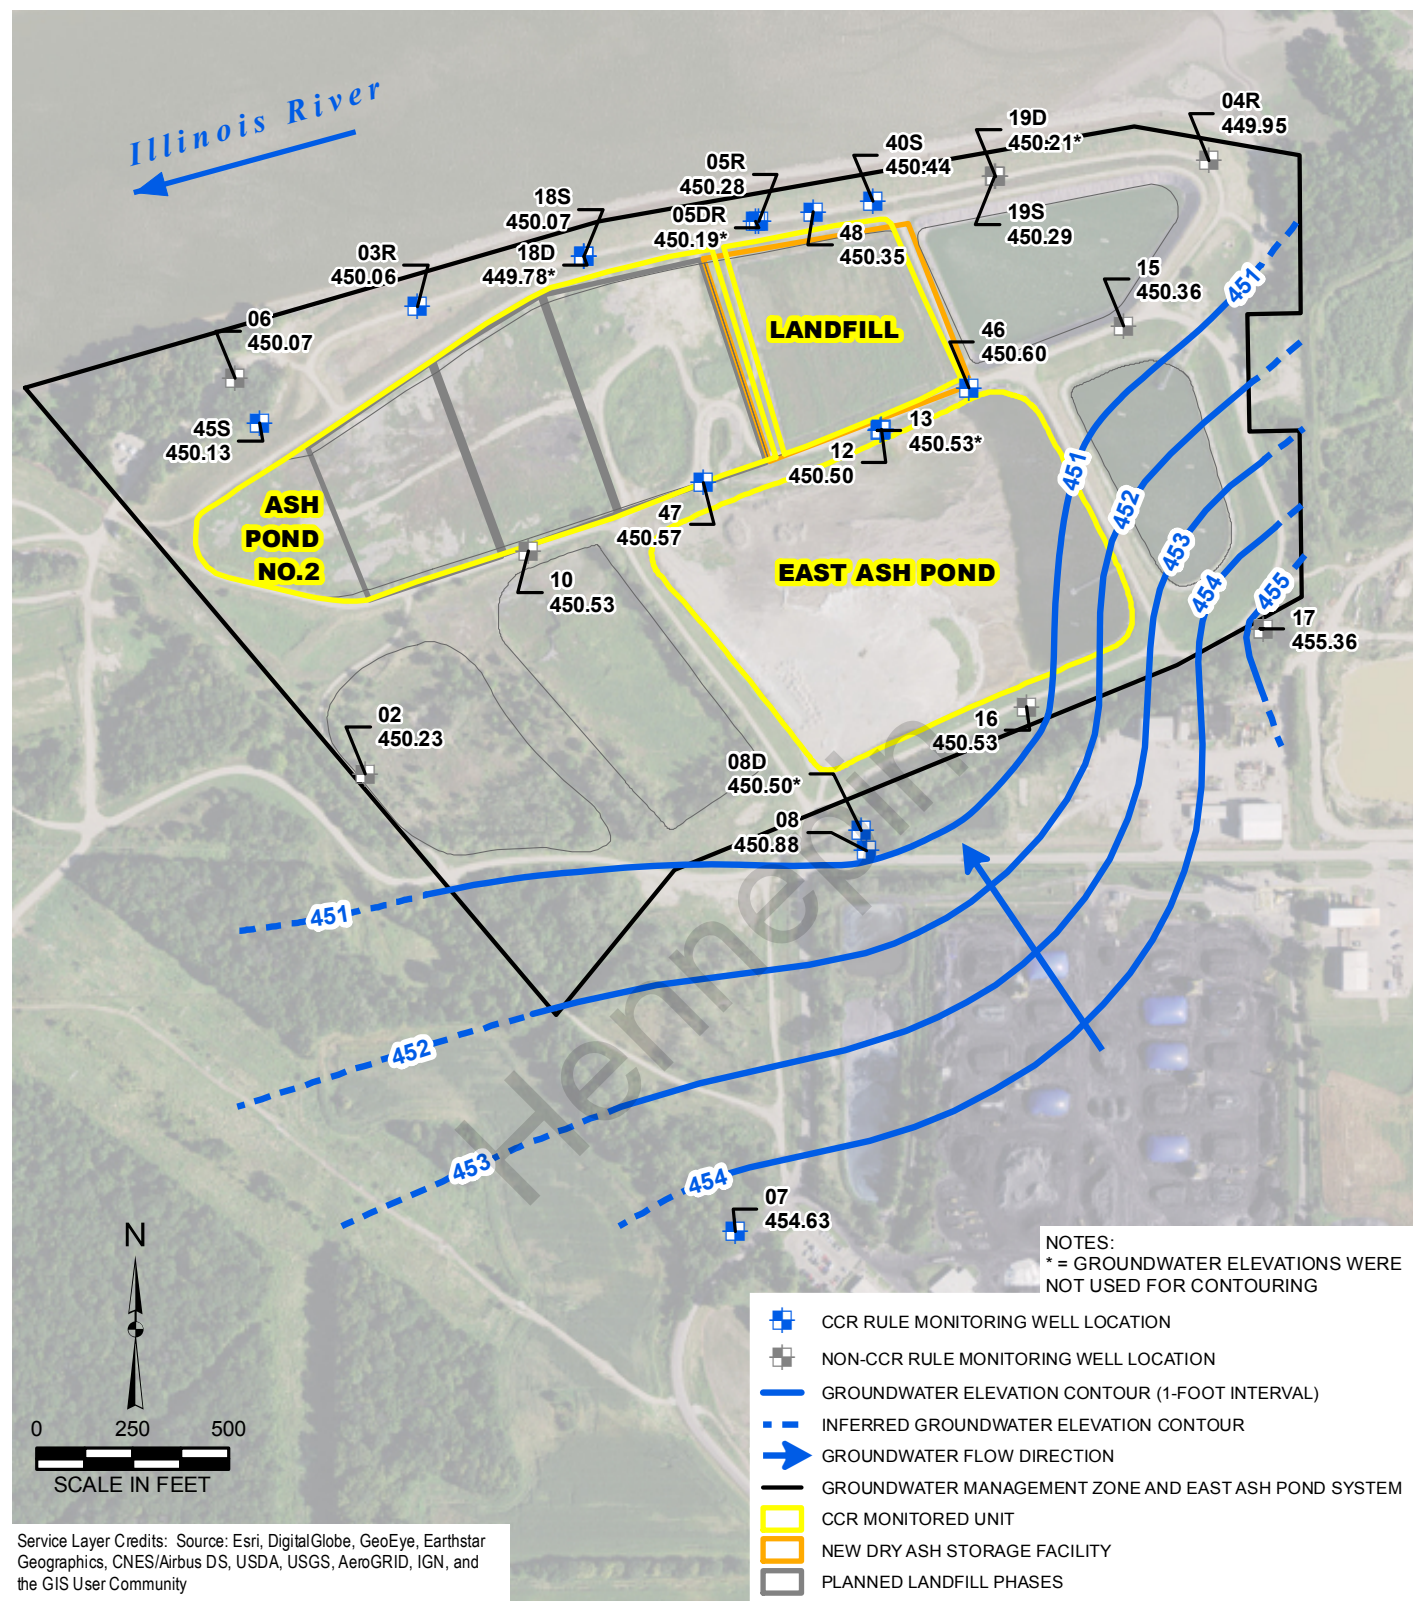 Illinois River
04R
449.95
19D
450.21*
40S
450.44
05R
450.28
18S
450.07
05DR
450.19*
19S
450.29
48
450.35
03R
450.06
18D
449.78*
15
450.36
451
06
450.07
LANDFILL
46
450.60
45S
450.13
13
450.53*
12
450.50
451
452
ASH
POND
NO.2
47
450.57
453
EAST ASH POND
454
455
10
450.53
17
455.36
02
450.23
16
450.53
08D
450.50*
08
450.88
Hennepin
451
452
453
454
07
454.63
N
0 250 500
SCALE IN FEET
NOTES:
* = GROUNDWATER ELEVATIONS WERE
NOT USED FOR CONTOURING
CCR RULE MONITORING WELL LOCATION
NON-CCR RULE MONITORING WELL LOCATION
GROUNDWATER ELEVATION CONTOUR (1-FOOT INTERVAL)
INFERRED GROUNDWATER ELEVATION CONTOUR
GROUNDWATER FLOW DIRECTION
GROUNDWATER MANAGEMENT ZONE AND EAST ASH POND SYSTEM
CCR MONITORED UNIT
NEW DRY ASH STORAGE FACILITY
PLANNED LANDFILL PHASES
Service Layer Credits: Source: Esri, DigitalGlobe, GeoEye, Earthstar
Geographics, CNES/Airbus DS, USDA, USGS, AeroGRID, IGN, and
the GIS User Community